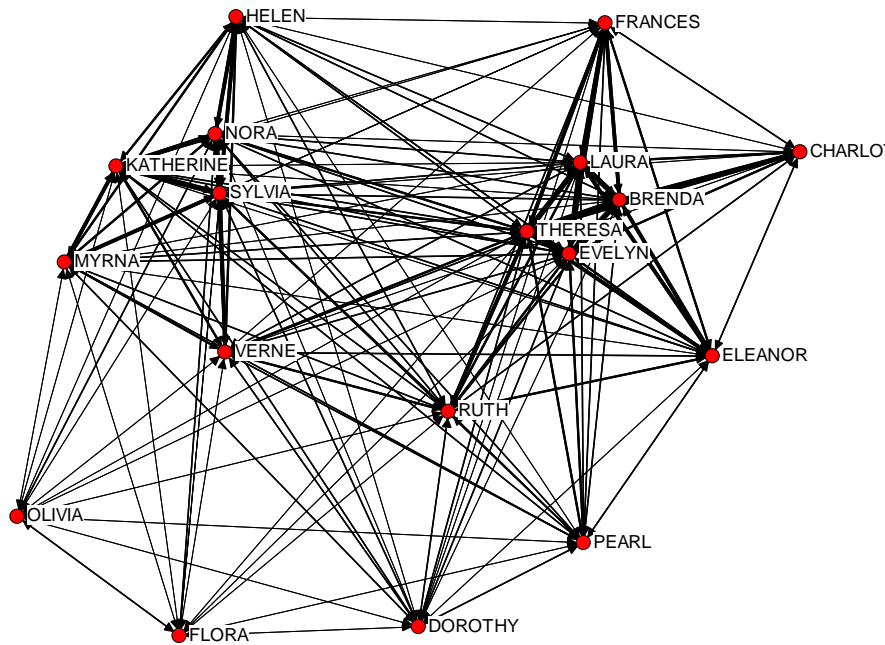 HELEN
FRANCES
NORA
CHARLOT
LAURA
KATHERINE
SYLVIA
BRENDA
THERESA
EVELYN
MYRNA
VERNE
ELEANOR
RUTH
OLIVIA
PEARL
DOROTHY
FLORA